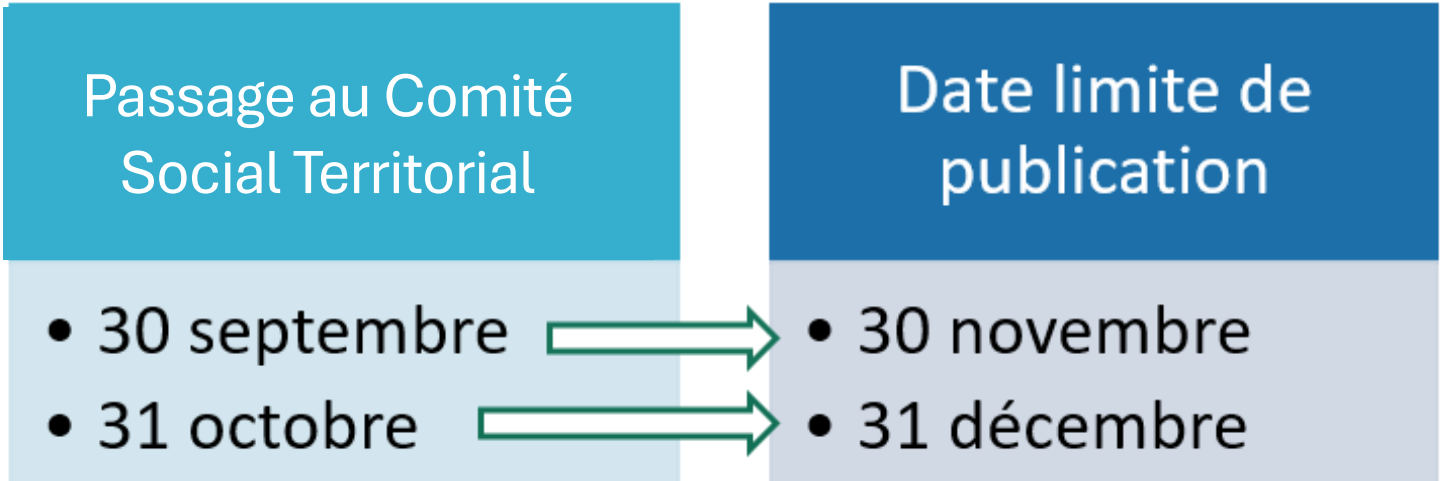 Passage au Comité
Social Territorial
Date limite de
publication
• 30 septembre
• 31 octobre
• 30 novembre
• 31 décembre